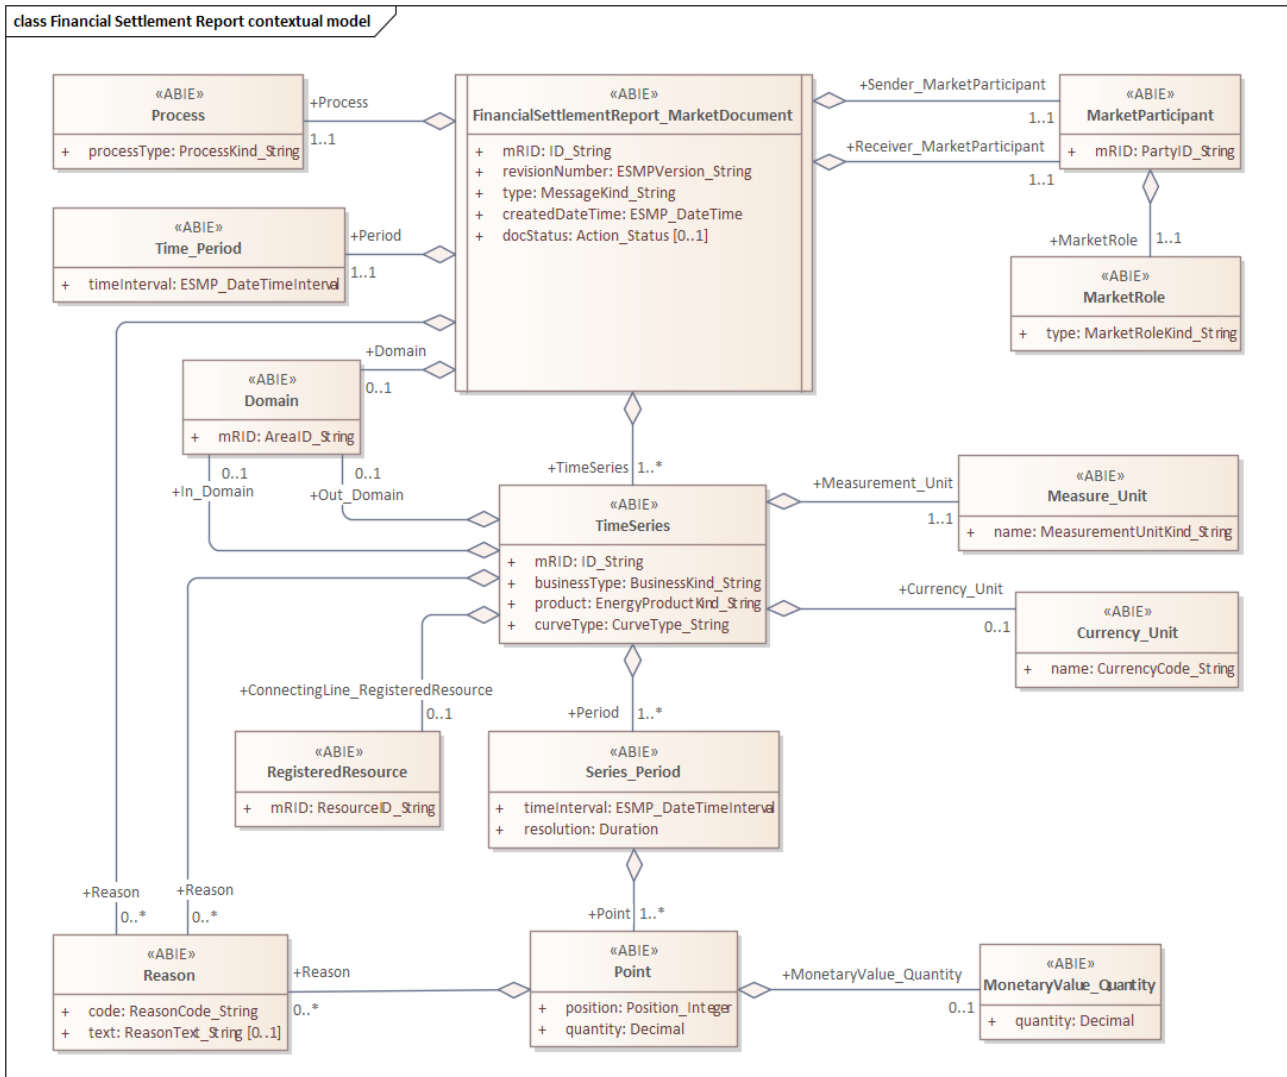 class Financial Settlement Report contextual model
«ABIE»
Process
+ processType: ProcessKind_String
+Process
1..1
«ABIE»
FinancialSettlementReport_MarketDocument
+ mRID: ID_String
+ revisionNumber: ESMPVersion_String
+ type: MessageKind_String
+ createdDateTime: ESMP_DateTime
+ docStatus: Action_Status [0..1]
+Sender_MarketParticipant
1..1
+Receiver_MarketParticipant
1..1
«ABIE»
MarketParticipant
+ mRID: PartyID_String
+MarketRole
1..1
«ABIE»
MarketRole
+ type: MarketRoleKind_String
«ABIE»
Time_Period
+ timeInterval: ESMP_DateTimeInterval
+Period
1..1
+Domain
0..1
«ABIE»
Domain
+ mRID: AreaID_String
0..1
+In_Domain
0..1
+Out_Domain
+TimeSeries
1..*
«ABIE»
TimeSeries
+ mRID: ID_String
+ businessType: BusinessKind_String
+ product: EnergyProductKind_String
+ curveType: CurveType_String
+Measurement_Unit
1..1
«ABIE»
Measure_Unit
+ name: MeasurementUnitKind_String
+Currency_Unit
0..1
«ABIE»
Currency_Unit
+ name: CurrencyCode_String
+ConnectingLine_RegisteredResource
0..1
«ABIE»
RegisteredResource
+ mRID: ResourceID_String
+Period
1..*
«ABIE»
Series_Period
+ timeInterval: ESMP_DateTimeInterval
+ resolution: Duration
+Reason
0..*
+Reason
0..*
+Point
1..*
«ABIE»
Reason
+ code: ReasonCode_String
+ text: ReasonText_String [0..1]
+Reason
0..*
«ABIE»
Point
+ position: Position_Integer
+ quantity: Decimal
+MonetaryValue_Quantity
0..1
«ABIE»
MonetaryValue_Quantity
+ quantity: Decimal